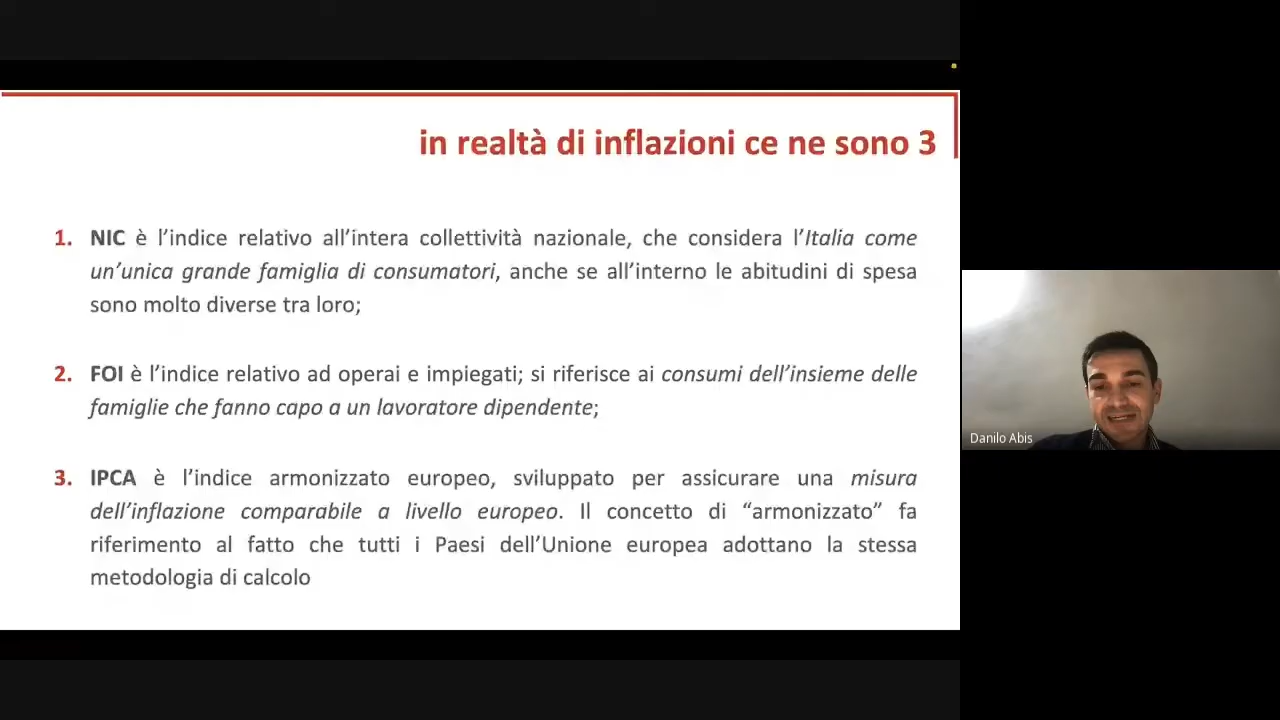 in realtà di inflazioni ce ne sono 3
1. NIC è l’indice relativo all’intera collettività nazionale, che considera l’Italia come
un’unica grande famiglia di consumatori, anche se all’interno le abitudini di spesa
sono molto diverse tra loro;
2. FOI è l’indice relativo ad operai e impiegati; si riferisce ai consumi dell’insieme delle
famiglie che fanno capo a un lavoratore dipendente;
3. IPCA è l’indice armonizzato europeo, sviluppato per assicurare una misura
dell’inflazione comparabile a livello europeo. Il concetto di “armonizzato” fa
riferimento al fatto che tutti i Paesi dell’Unione europea adottano la stessa
metodologia di calcolo
Danilo Abis